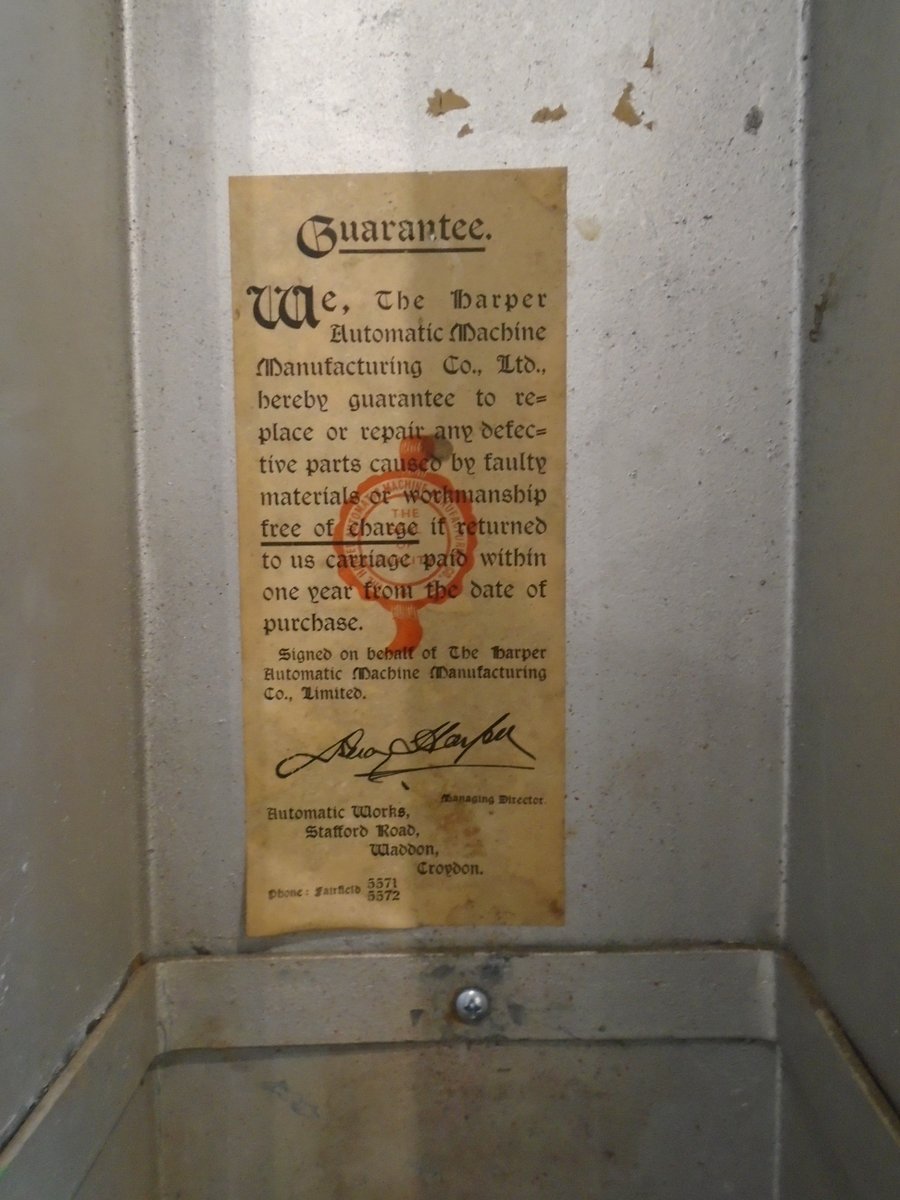 Guarantee.
We, The Harper
Automatic Machine
Manufacturing Co., Ltd.,
hereby guarantee to re=
place or repair any defec=
tive parts caused by faulty
materials or workmanship
free of charge if returned
to us carriage paid within
one year from the date of
purchase.
THE
Signed on behalf of The Harper
Automatic Machine Manufacturing
Co., Limited.
Harper
Managing Director.
Automatic Works,
Stafford Road,
Waddon,
Croydon.
Phone: Fairfield 5571
5572